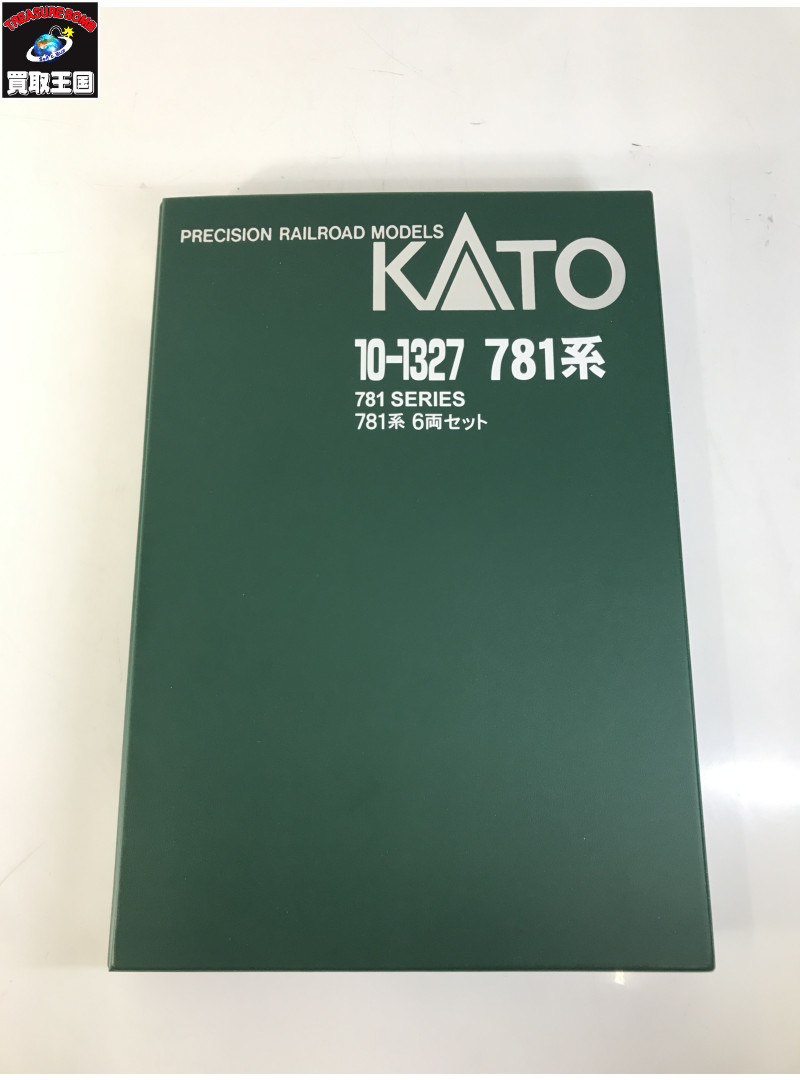 TREASURE BOMB
買取王国
PRECISION RAILROAD MODELS
KATO
10-1327 781系
781 SERIES
781系 6両セット